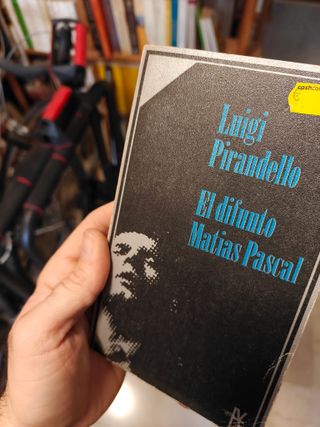 Luigi
Pirandello
El difunto
Matías Pascal